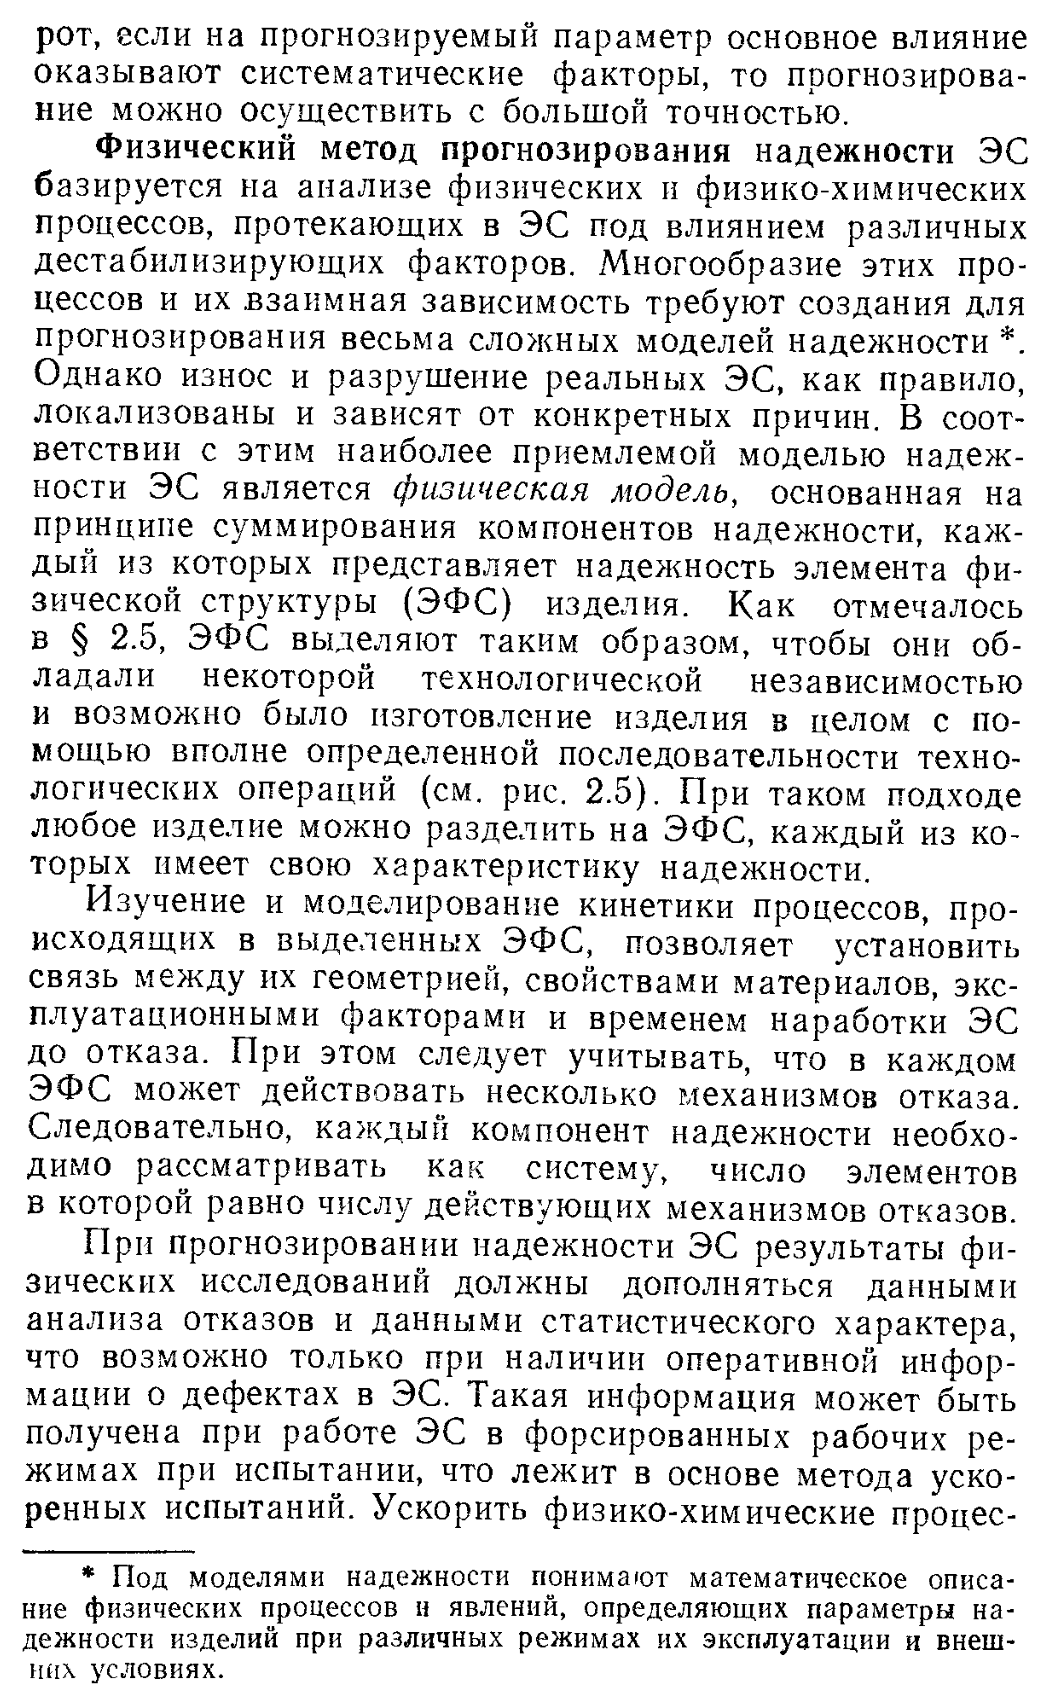 рот, если на прогнозируемый параметр основное влияние
оказывают систематические факторы, то прогнозирова-
ние можно осуществить с большой точностью.
Физический метод прогнозирования надежности ЭС
базируется на анализе физических и физико-химических
процессов, протекающих в ЭС под влиянием различных
дестабилизирующих факторов. Многообразие этих про-
цессов и их взаимная зависимость требуют создания для
прогнозирования весьма сложных моделей надежности *.
Однако износ и разрушение реальных ЭС, как правило,
локализованы и зависят от конкретных причин. В соот-
ветствии с этим наиболее приемлемой моделью надеж-
ности ЭС является физическая модель, основанная на
принципе суммирования компонентов надежности, каж-
дый из которых представляет надежность элемента фи-
зической структуры (ЭФС) изделия. Как отмечалось
в § 2.5, ЭФС выделяют таким образом, чтобы они об-
ладали некоторой технологической независимостью
и возможно было изготовление изделия в целом с по-
мощью вполне определенной последовательности техно-
логических операций (см. рис. 2.5). При таком подходе
любое изделие можно разделить на ЭФС, каждый из ко-
торых имеет свою характеристику надежности.
Изучение и моделирование кинетики процессов, про-
исходящих в выделенных ЭФС, позволяет установить
связь между их геометрией, свойствами материалов, экс-
плуатационными факторами и временем наработки ЭС
до отказа. При этом следует учитывать, что в каждом
ЭФС может действовать несколько механизмов отказа.
Следовательно, каждый компонент надежности необхо-
димо рассматривать как систему, число элементов
в которой равно числу действующих механизмов отказов.
При прогнозировании надежности ЭС результаты фи-
зических исследований должны дополняться данными
анализа отказов и данными статистического характера,
что возможно только при наличии оперативной инфор-
мации о дефектах в ЭС. Такая информация может быть
получена при работе ЭС в форсированных рабочих ре-
жимах при испытании, что лежит в основе метода уско-
ренных испытаний. Ускорить физико-химические процес-
* Под моделями надежности понимают математическое описа-
ние физических процессов и явлений, определяющих параметры на-
дежности изделий при различных режимах их эксплуатации и внеш-
них условиях.